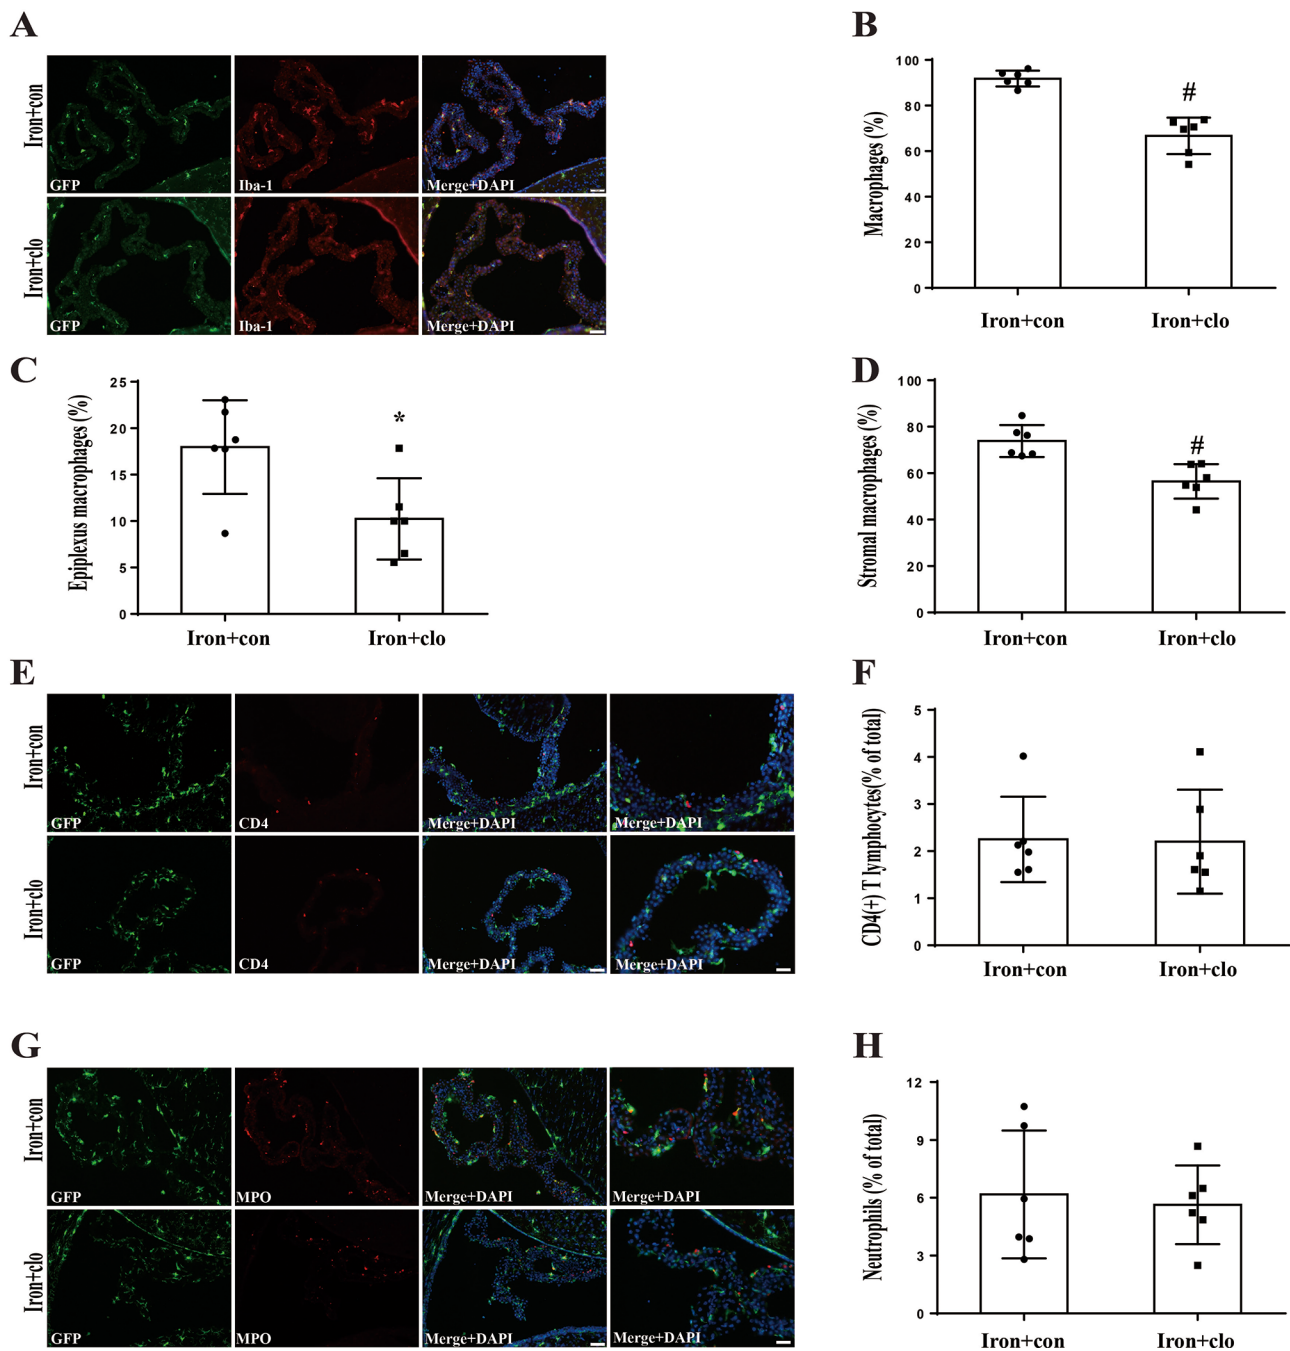 A
Iron+con
GFP
Iba-1
Merge+DAPI
Iron+clo
GFP
Iba-1
Merge+DAPI
B
Macrophages (%)
100
80
60
40
20
0
#
Iron+con
Iron+clo
C
Epiplexus macrophages (%)
25
20
15
10
5
0
*
Iron+con
Iron+clo
D
Stromal macrophages (%)
100
80
60
40
20
0
#
Iron+con
Iron+clo
E
Iron+con
GFP
CD4
Merge+DAPI
Merge+DAPI
Iron+clo
GFP
CD4
Merge+DAPI
Merge+DAPI
F
CD4(+) T lymphocytes(% of total)
5
4
3
2
1
0
Iron+con
Iron+clo
G
Iron+con
GFP
MPO
Merge+DAPI
Merge+DAPI
Iron+clo
GFP
MPO
Merge+DAPI
Merge+DAPI
H
Neutrophils (% of total)
12
9
6
3
0
Iron+con
Iron+clo